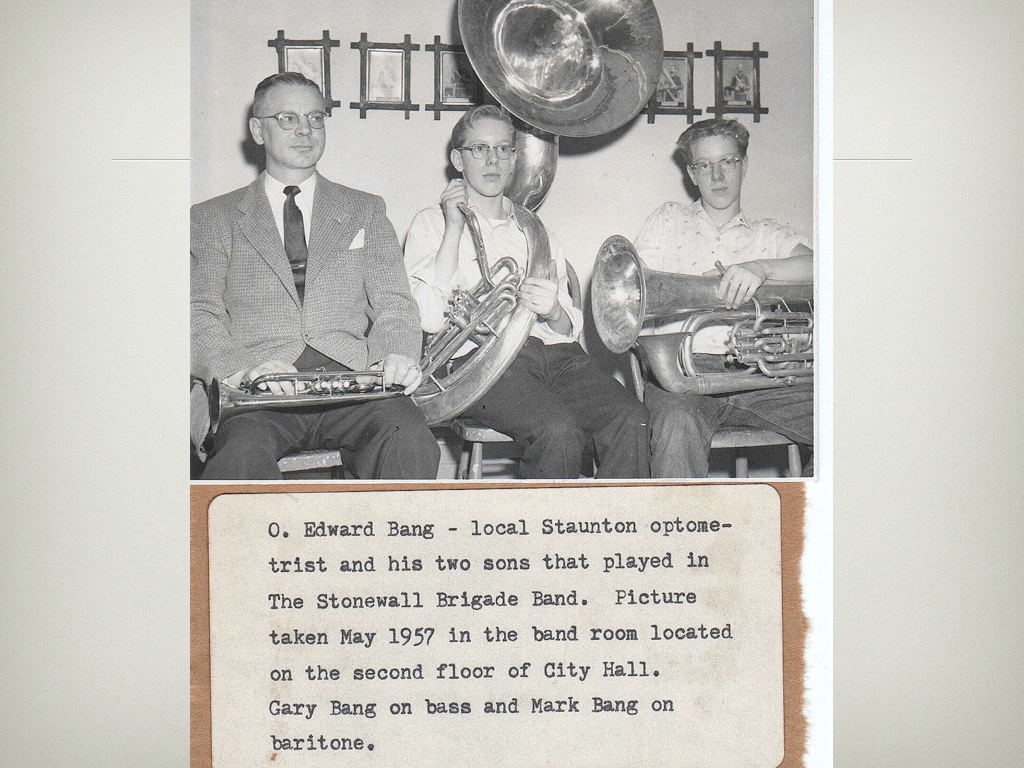 O. Edward Bang - local Staunton optome-
trist and his two sons that played in
The Stonewall Brigade Band.  Picture
taken May 1957 in the band room located
on the second floor of City Hall.
Gary Bang on bass and Mark Bang on
baritone.